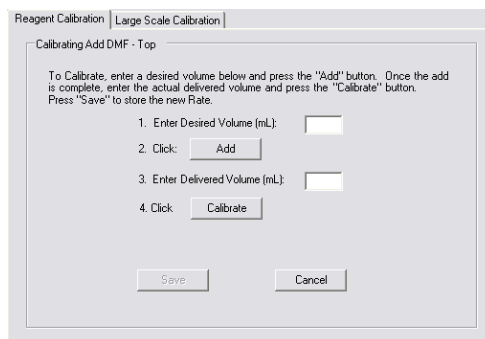 Reagent Calibration Large Scale Calibration
Calibrating Add DMF - Top
To Calibrate, enter a desired volume below and press the "Add" button. Once the add
is complete, enter the actual delivered volume and press the "Calibrate" button.
Press "Save" to store the new Rate.
1. Enter Desired Volume (mL):
2. Click: Add
3. Enter Delivered Volume (mL):
4. Click Calibrate
Save Cancel